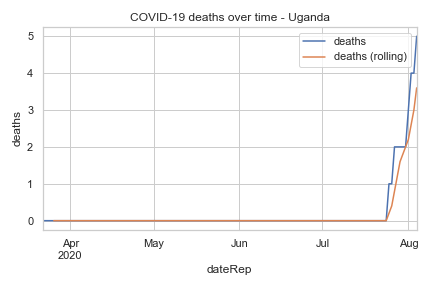 COVID-19 deaths over time - Uganda
deaths
deaths (rolling)
5
4
3
2
1
0
deaths
Apr
2020
May
Jun
Jul
Aug
dateRep